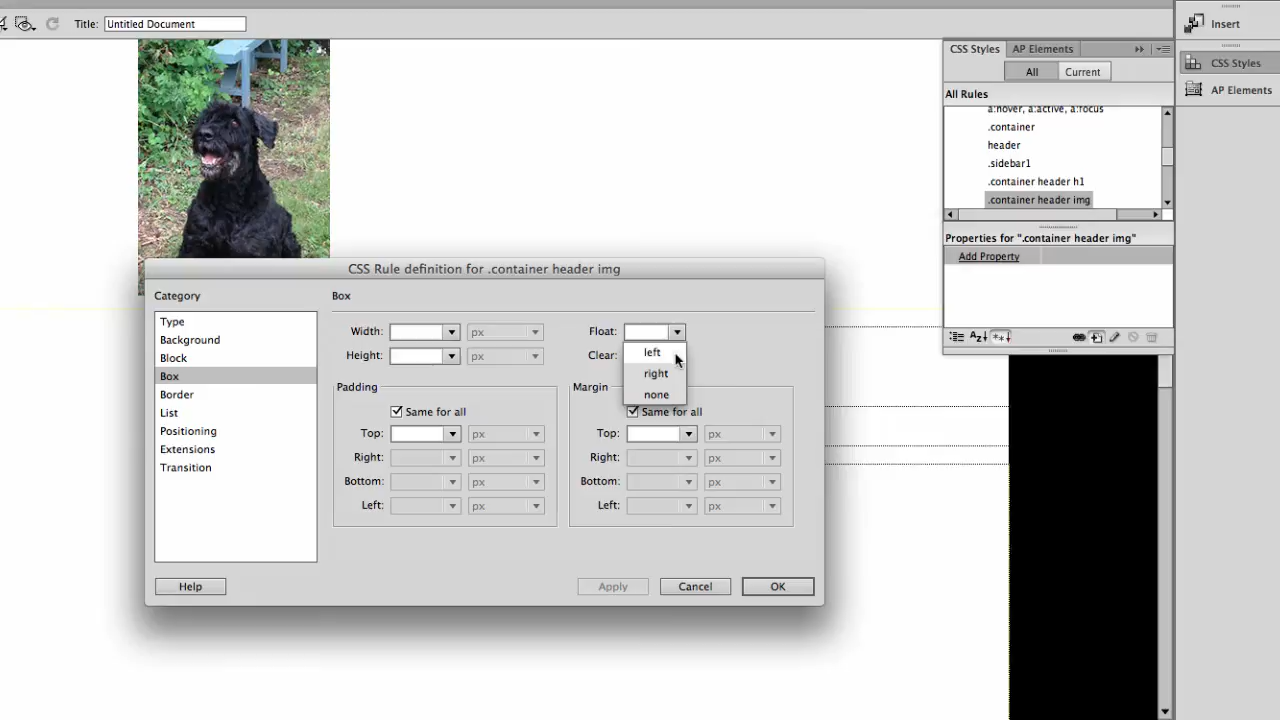 Title: Untitled Document
Insert
CSS Styles
AP Elements
CSS Styles AP Elements
All Current
All Rules
a:hover, a:active, a:focus
.container
header
.sidebar1
.container header h1
.container header img
Properties for ".container header img"
Add Property
CSS Rule definition for .container header img
Category
Type
Background
Block
Box
Border
List
Positioning
Extensions
Transition
Box
Width: px
Height: px
Float:
Clear:
left
right
none
Padding
Same for all
Top: px
Right: px
Bottom: px
Left: px
Margin
Same for all
Top: px
Right: px
Bottom: px
Left: px
Help
Apply
Cancel
OK